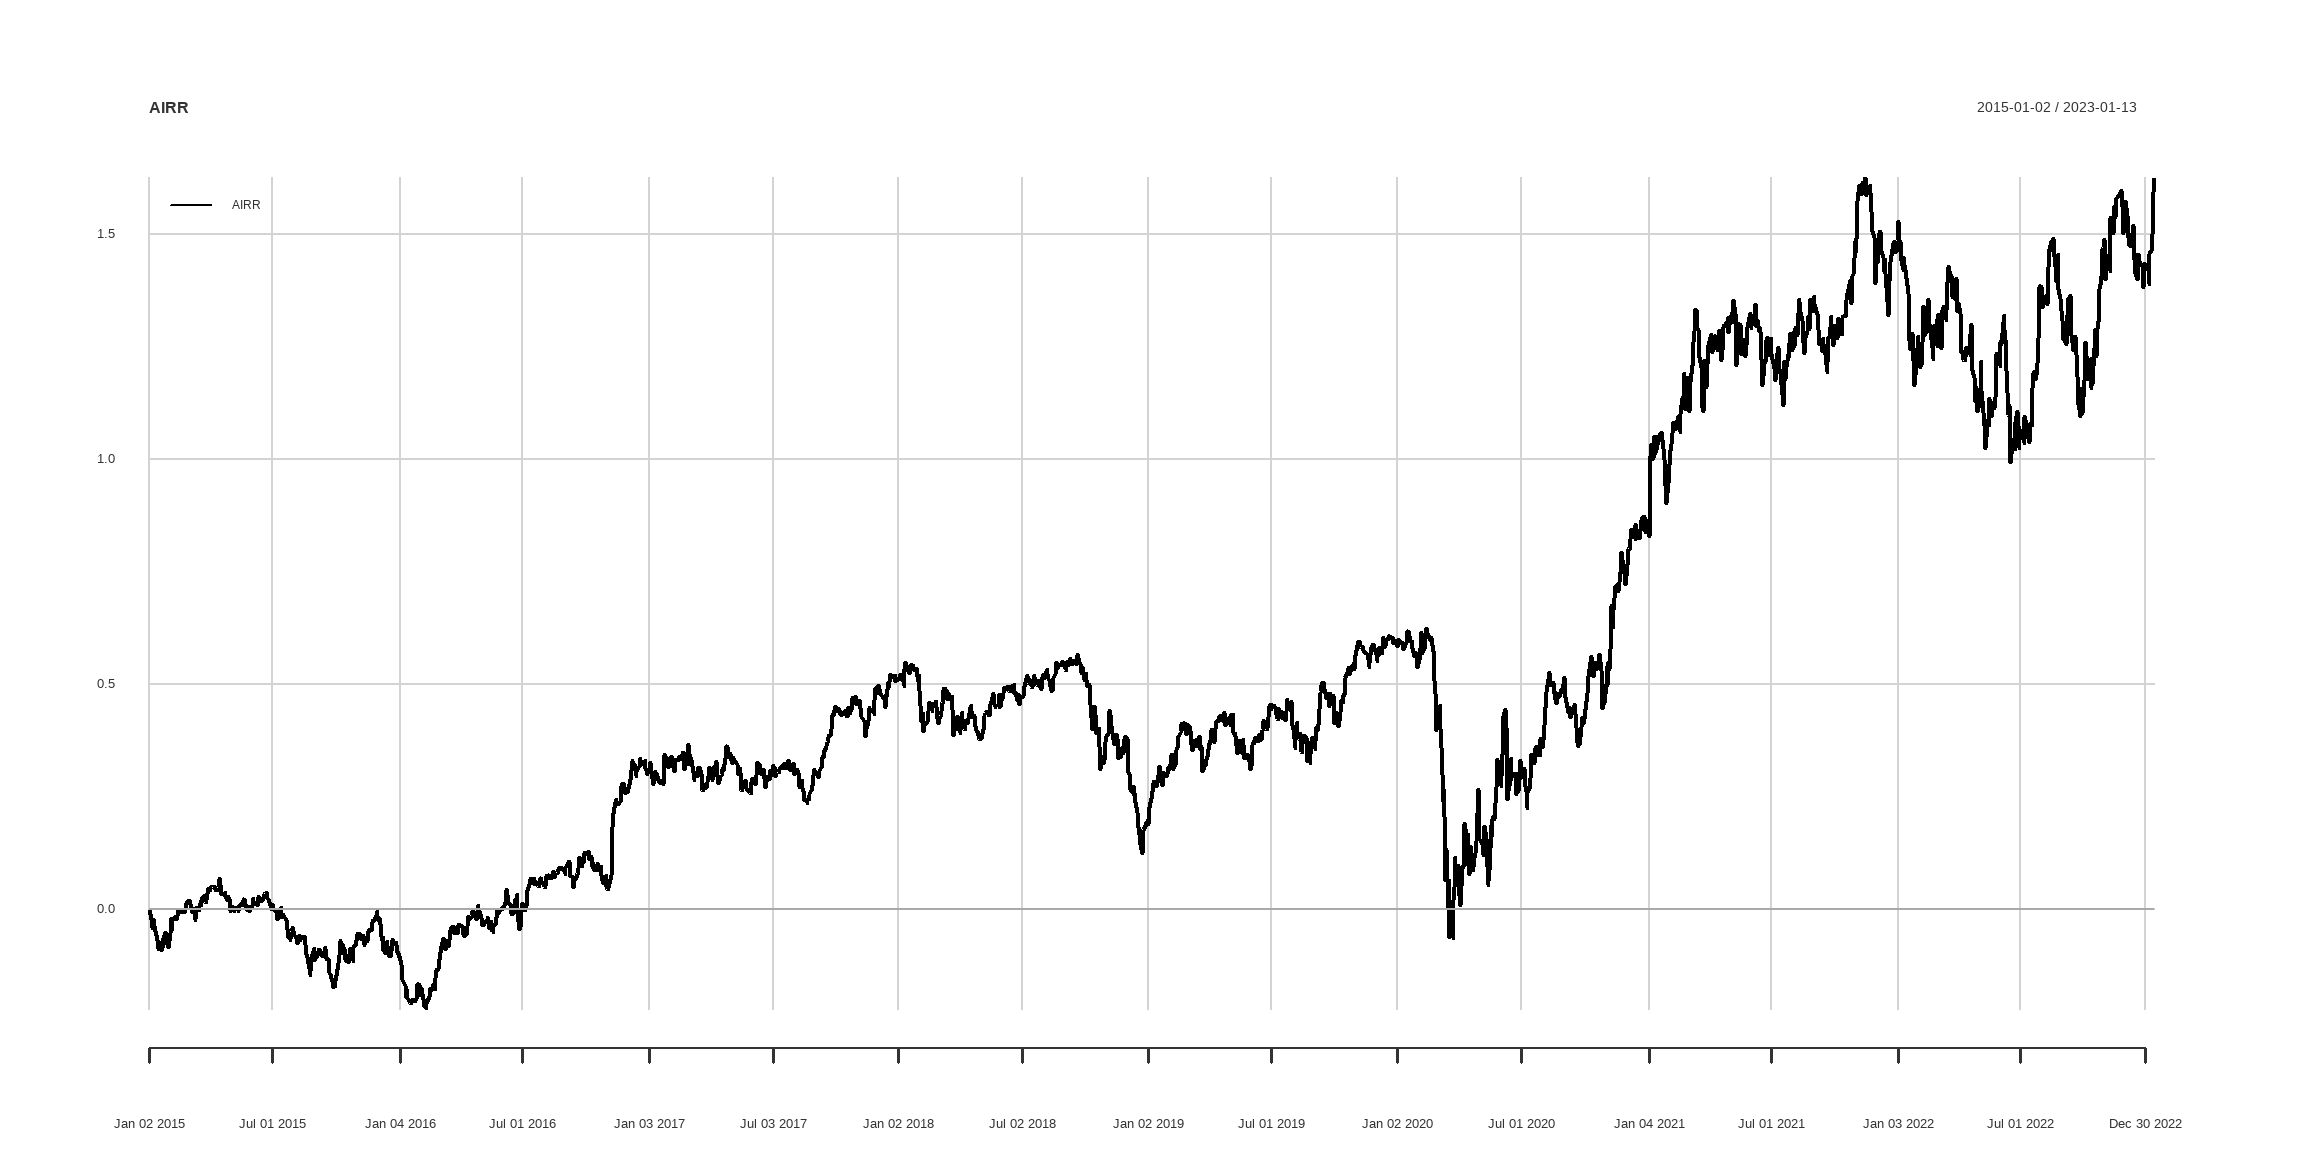 AIRR
2015-01-02 / 2023-01-13
AIRR
1.5
1.0
0.5
0.0
Jan 02 2015
Jul 01 2015
Jan 04 2016
Jul 01 2016
Jan 03 2017
Jul 03 2017
Jan 02 2018
Jul 02 2018
Jan 02 2019
Jul 01 2019
Jan 02 2020
Jul 01 2020
Jan 04 2021
Jul 01 2021
Jan 03 2022
Jul 01 2022
Dec 30 2022